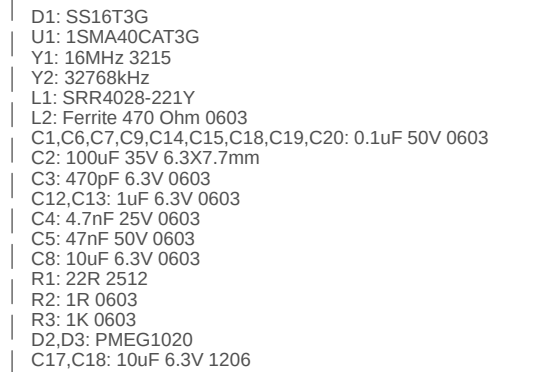 D1: SS16T3G
U1: 1SMA40CAT3G
Y1: 16MHz 3215
Y2: 32768kHz
L1: SRR4028-221Y
L2: Ferrite 470 Ohm 0603
C1,C6,C7,C9,C14,C15,C18,C19,C20: 0.1uF 50V 0603
C2: 100uF 35V 6.3X7.7mm
C3: 470pF 6.3V 0603
C12,C13: 1uF 6.3V 0603
C4: 4.7nF 25V 0603
C5: 47nF 50V 0603
C8: 10uF 6.3V 0603
R1: 22R 2512
R2: 1R 0603
R3: 1K 0603
D2,D3: PMEG1020
C17,C18: 10uF 6.3V 1206